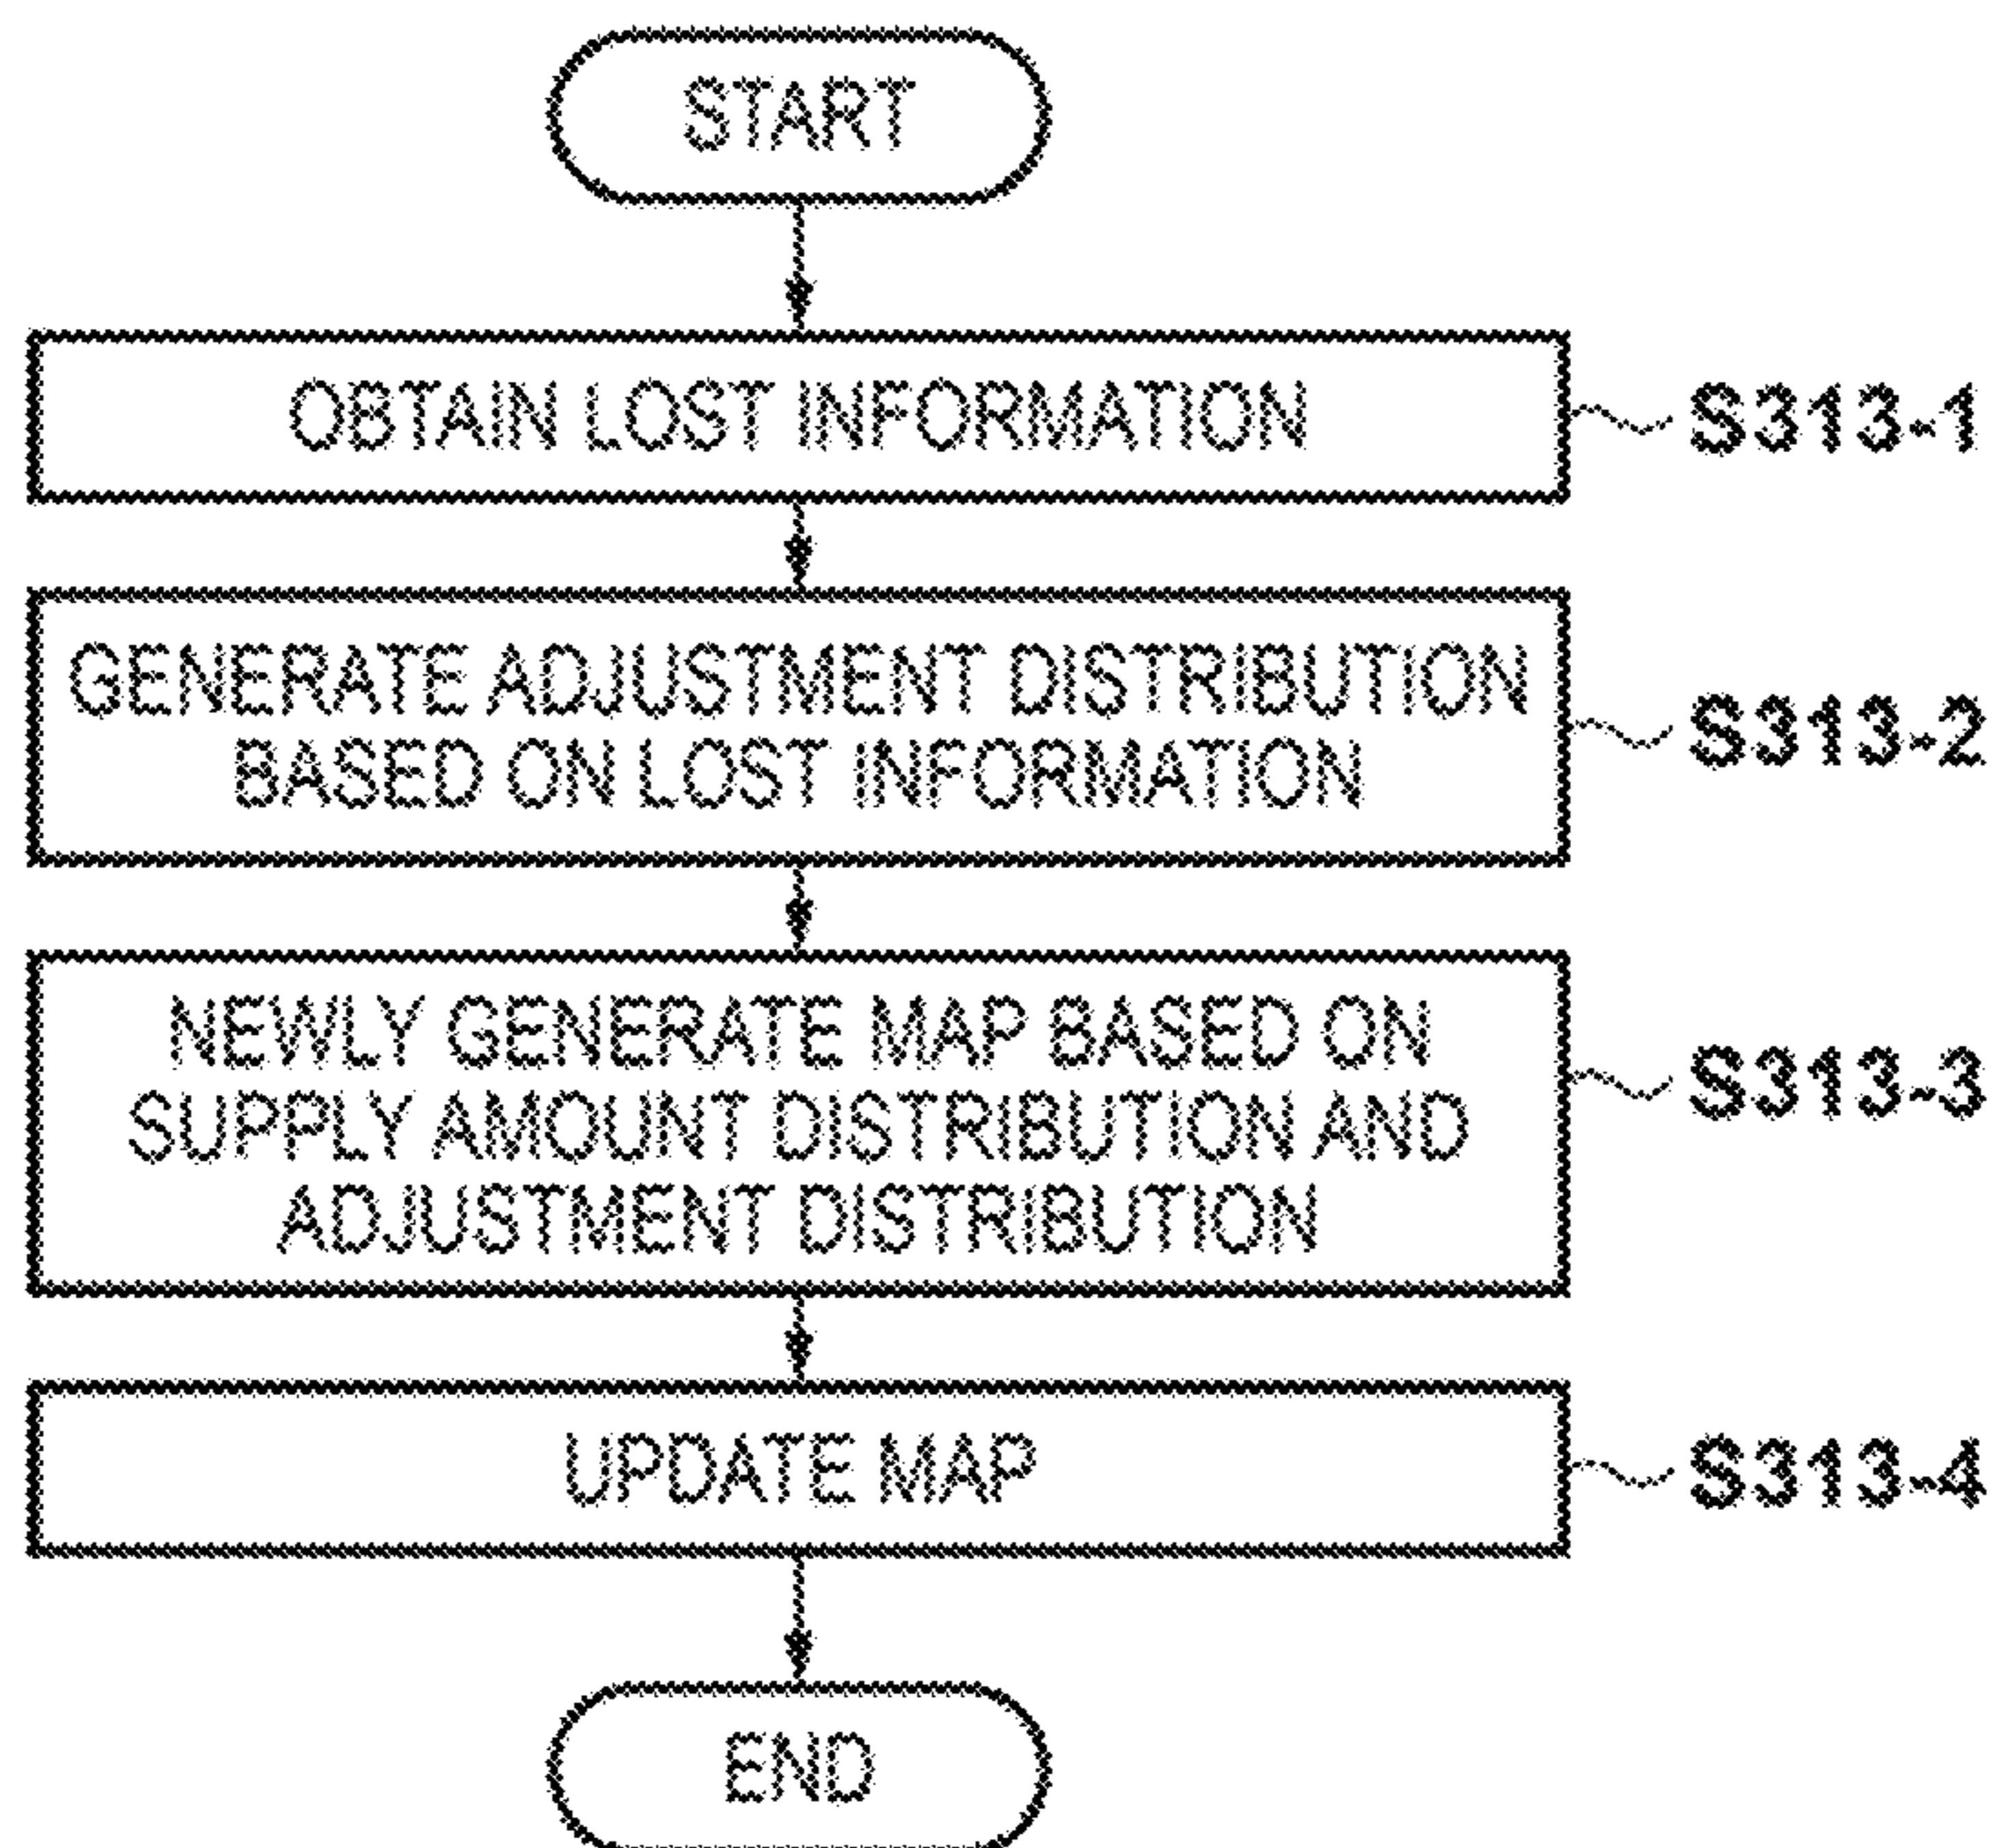 START
OBTAIN LOST INFORMATION
S313-1
GENERATE ADJUSTMENT DISTRIBUTION
BASED ON LOST INFORMATION
S313-2
NEWLY GENERATE MAP BASED ON
SUPPLY AMOUNT DISTRIBUTION AND
ADJUSTMENT DISTRIBUTION
S313-3
UPDATE MAP
S313-4
END